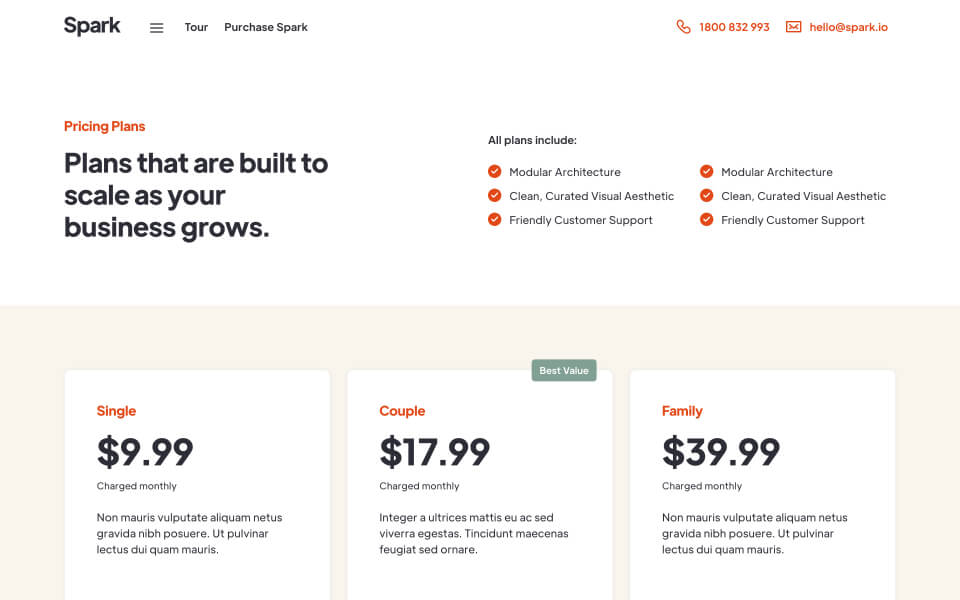 Spark
Tour
Purchase Spark
1800 832 993
hello@spark.io
Pricing Plans
Plans that are built to
scale as your
business grows.
All plans include:
Modular Architecture
Clean, Curated Visual Aesthetic
Friendly Customer Support
Modular Architecture
Clean, Curated Visual Aesthetic
Friendly Customer Support
Single
$9.99
Charged monthly
Non mauris vulputate aliquam netus
gravida nibh posuere. Ut pulvinar
lectus dui quam mauris.
Best Value
Couple
$17.99
Charged monthly
Integer a ultrices mattis eu ac sed
viverra egestas. Tincidunt maecenas
feugiat sed ornare.
Family
$39.99
Charged monthly
Non mauris vulputate aliquam netus
gravida nibh posuere. Ut pulvinar
lectus dui quam mauris.